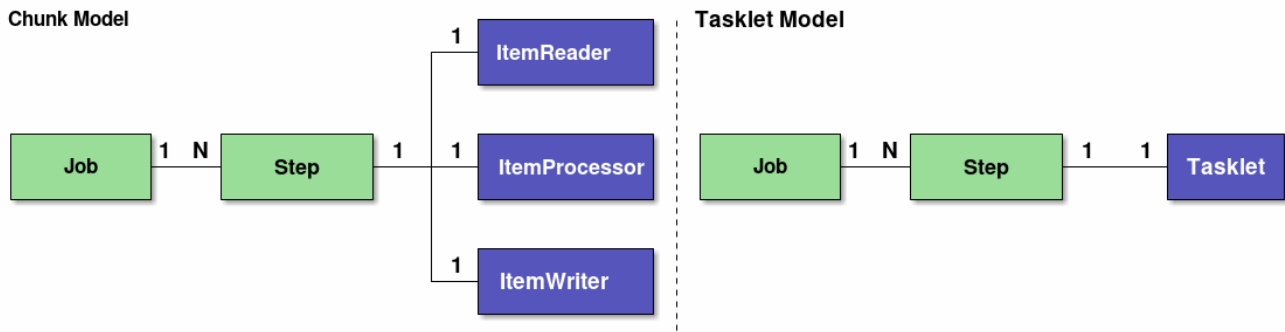 Chunk Model
1 ItemReader
Job 1 N Step 1 1 ItemProcessor
1 ItemWriter
Tasklet Model
Job 1 N Step 1 1 Tasklet